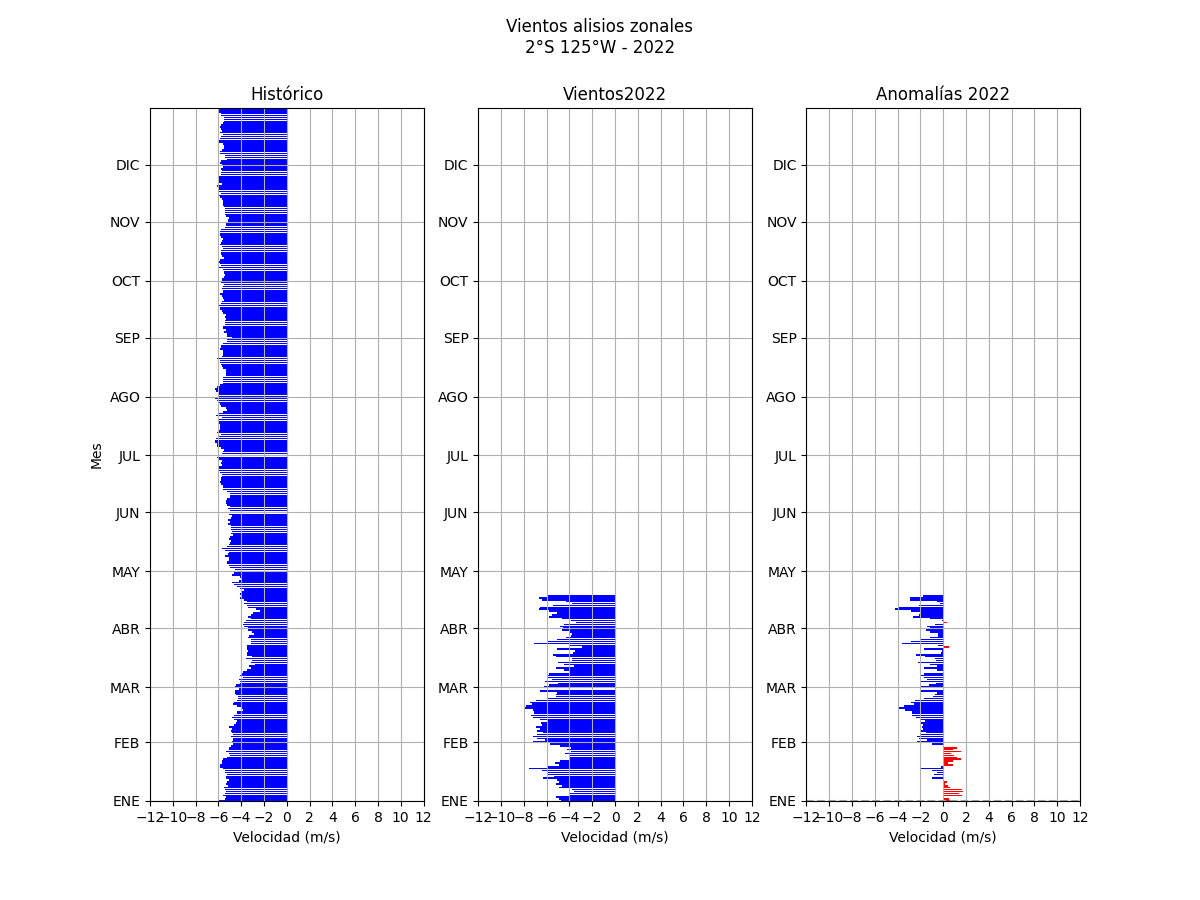 Vientos alisios zonales
2°S 125°W - 2022
Histórico
DIC
NOV
OCT
SEP
AGO
JUL
JUN
MAY
ABR
MAR
FEB
ENE
Mes
−12 −10 −8 −6 −4 −2 0 2 4 6 8 10 12
Velocidad (m/s)
Vientos2022
DIC
NOV
OCT
SEP
AGO
JUL
JUN
MAY
ABR
MAR
FEB
ENE
−12 −10 −8 −6 −4 −2 0 2 4 6 8 10 12
Velocidad (m/s)
Anomalías 2022
DIC
NOV
OCT
SEP
AGO
JUL
JUN
MAY
ABR
MAR
FEB
ENE
−12 −10 −8 −6 −4 −2 0 2 4 6 8 10 12
Velocidad (m/s)